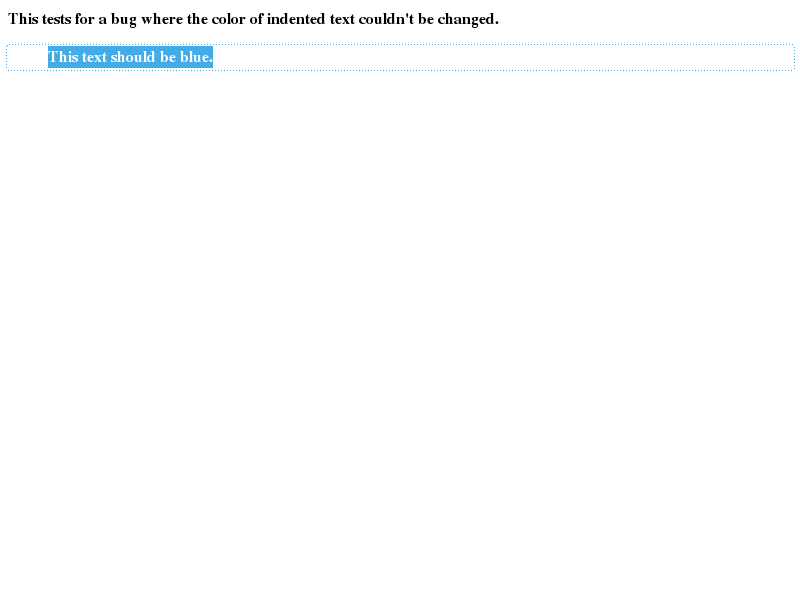 This tests for a bug where the color of indented text couldn't be changed.
This text should be blue.